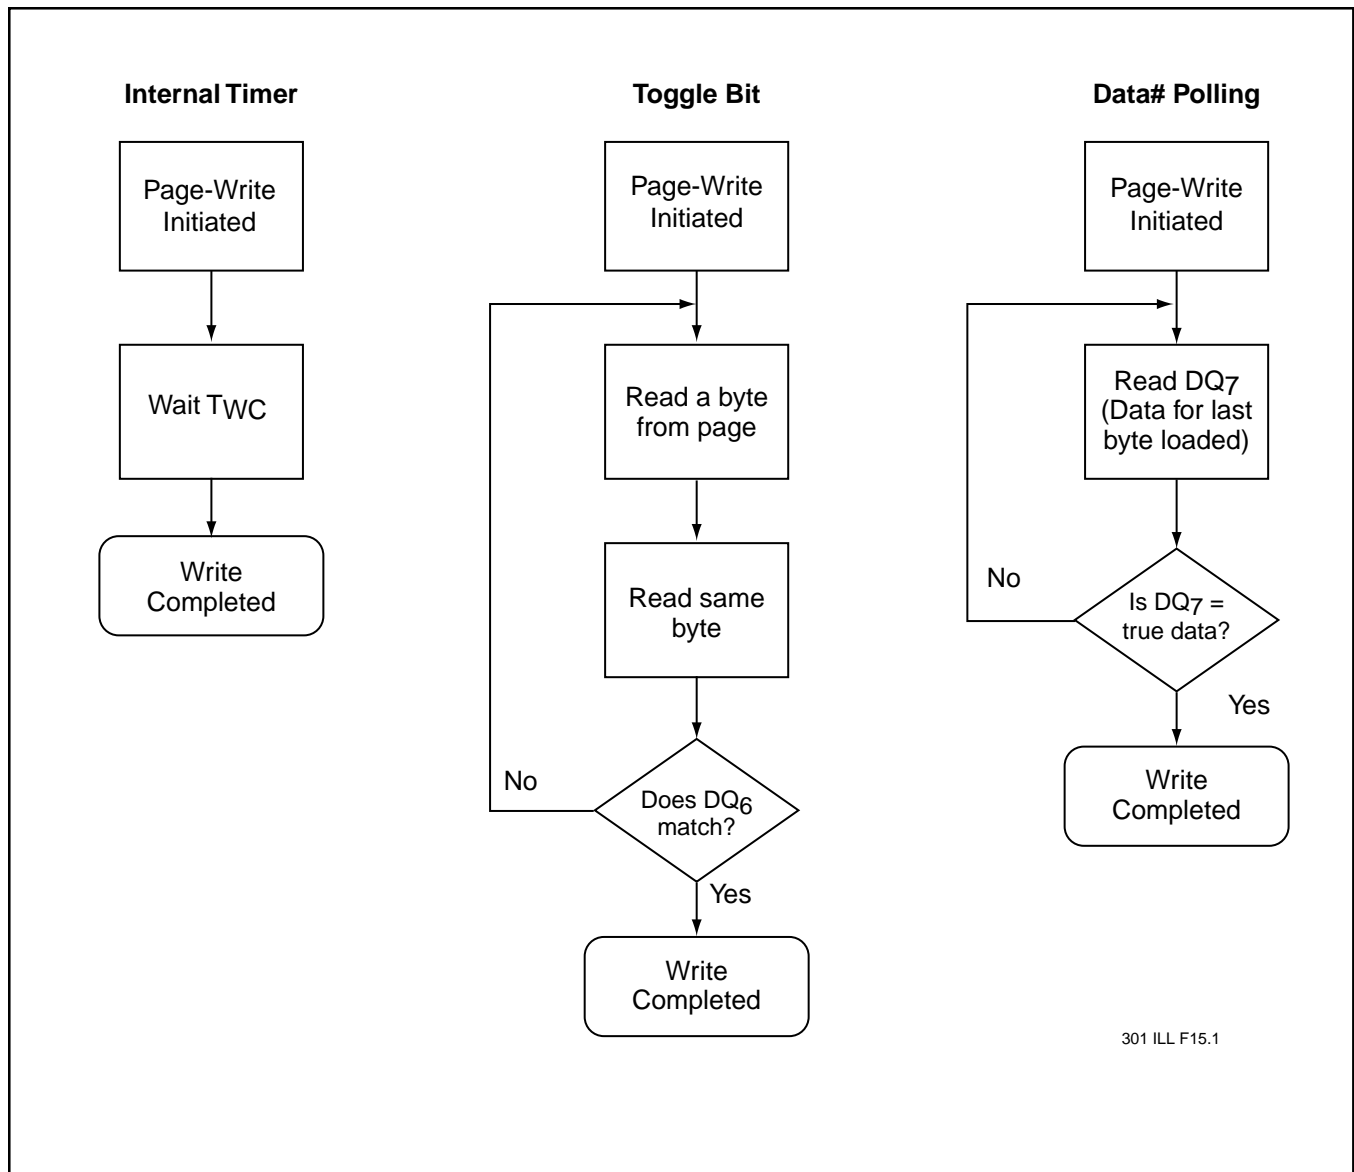 Internal Timer
Page-Write
Initiated
Wait TWC
Write
Completed
Toggle Bit
Page-Write
Initiated
Read a byte
from page
Read same
byte
No
Does DQ6
match?
Yes
Write
Completed
Data# Polling
Page-Write
Initiated
Read DQ7
(Data for last
byte loaded)
No
Is DQ7 =
true data?
Yes
Write
Completed
301 ILL F15.1